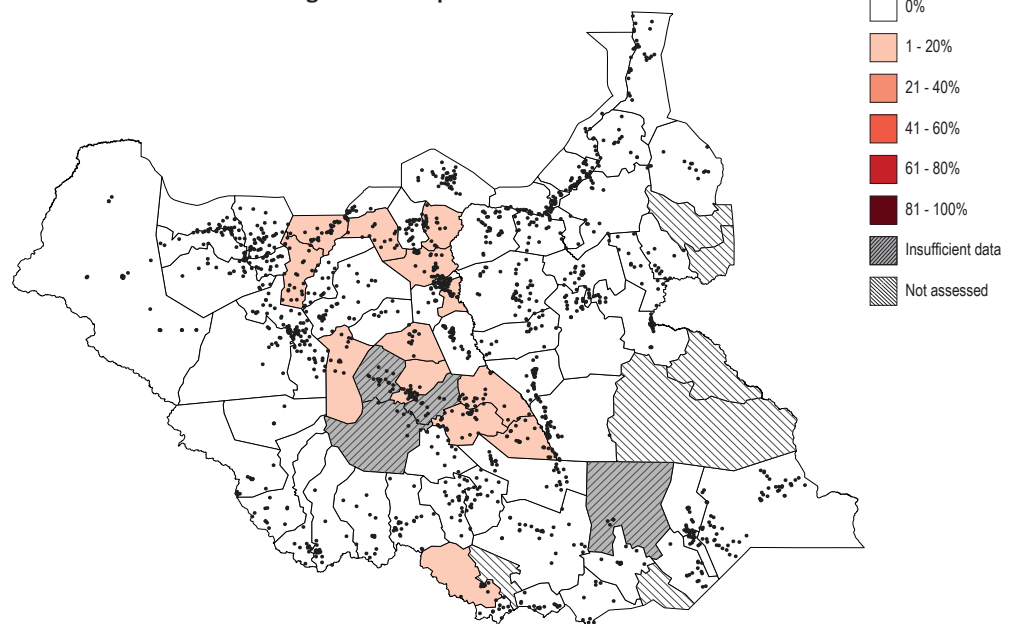 0%
1 - 20%
21 - 40%
41 - 60%
61 - 80%
81 - 100%
Insufficient data
Not assessed